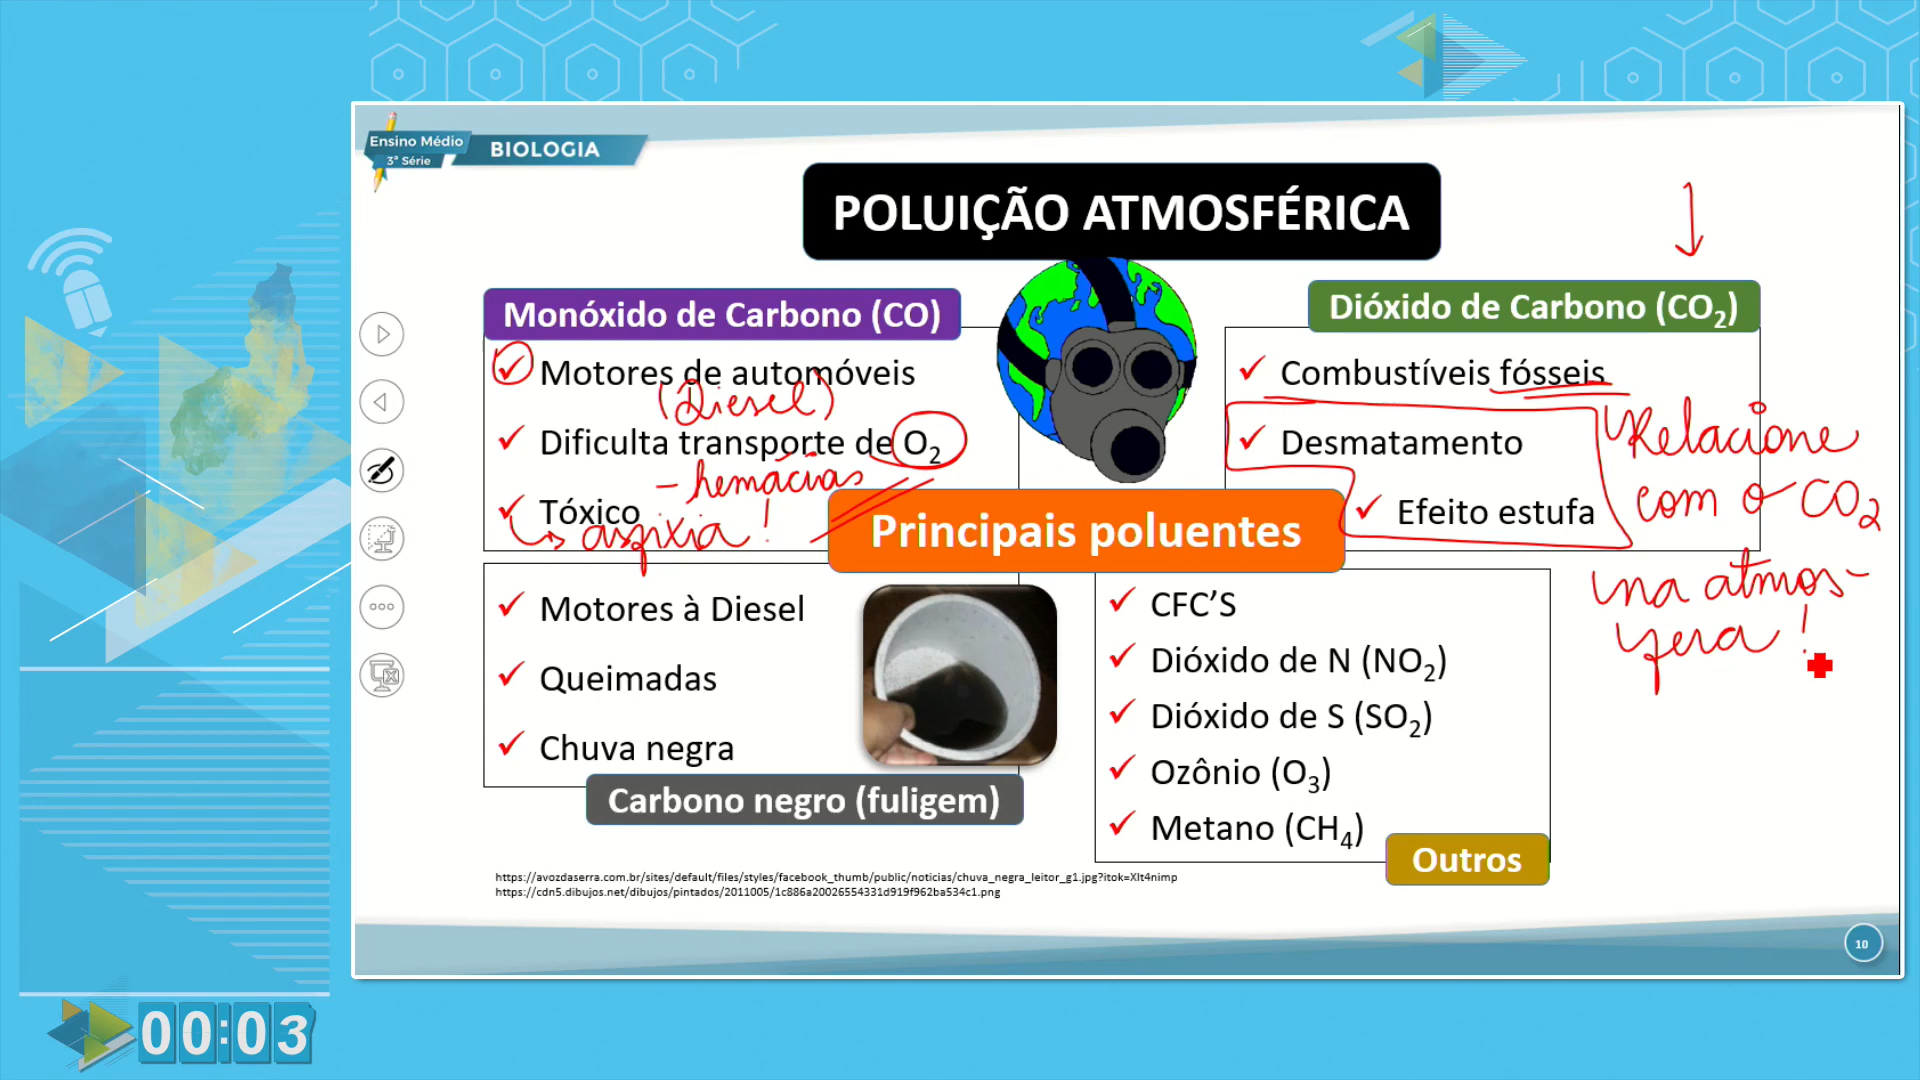 Ensino Médio
3ª Série
BIOLOGIA
POLUIÇÃO ATMOSFÉRICA
Monóxido de Carbono (CO)
Motores de automóveis
(Diesel)
Dificulta transporte de O₂
- hemácias
Tóxico
asfixia!
Dióxido de Carbono (CO₂)
Combustíveis fósseis
Desmatamento
Efeito estufa
Relacione
com o CO₂
na atmos-
fera!
Principais poluentes
Motores à Diesel
Queimadas
Chuva negra
Carbono negro (fuligem)
CFC’S
Dióxido de N (NO₂)
Dióxido de S (SO₂)
Ozônio (O₃)
Metano (CH₄)
Outros
https://avozdaserra.com.br/sites/default/files/styles/facebook_thumb/public/noticias/chuva_negra_leitor_g1.jpg?itok=Xlt4nimp
https://cdn5.dibujos.net/dibujos/pintados/2011005/1c886a20026554331d919f962ba534c1.png
10
00:03